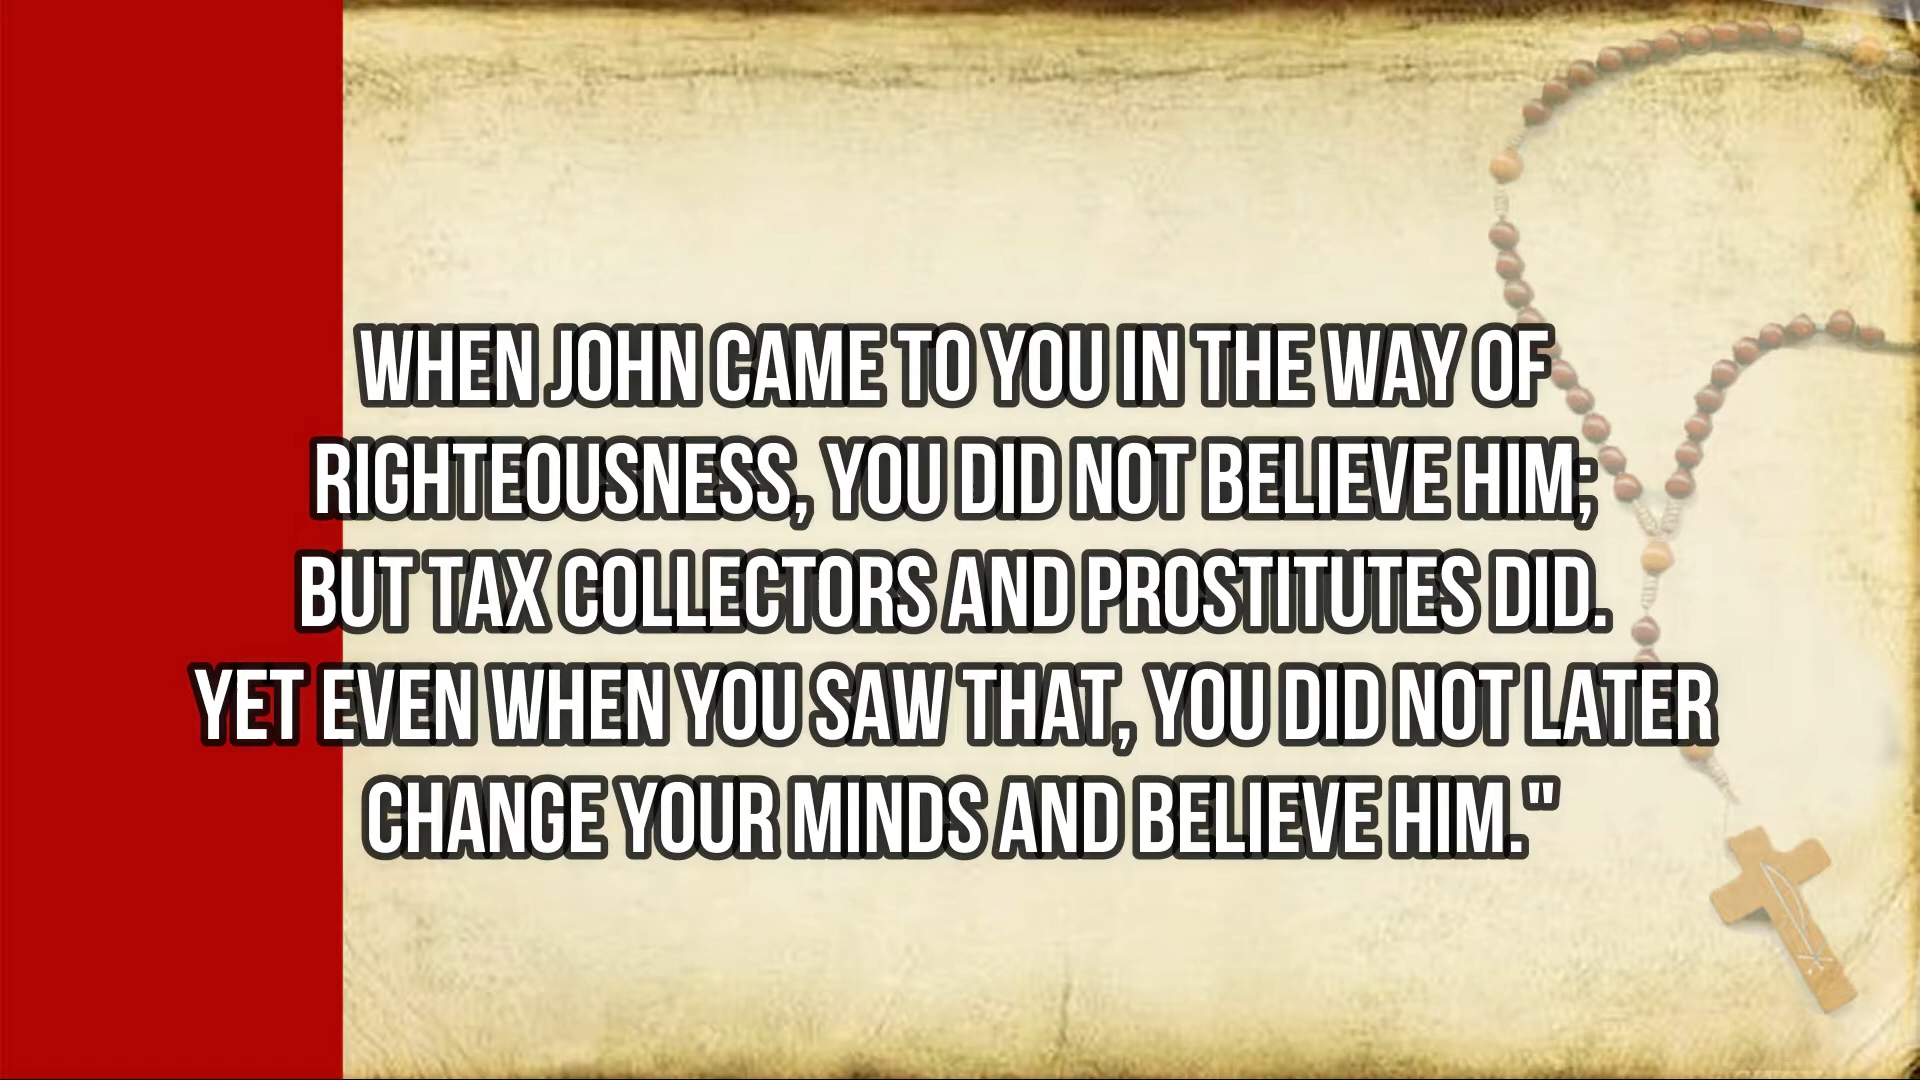 WHEN JOHN CAME TO YOU IN THE WAY OF
RIGHTEOUSNESS, YOU DID NOT BELIEVE HIM;
BUT TAX COLLECTORS AND PROSTITUTES DID.
YET EVEN WHEN YOU SAW THAT, YOU DID NOT LATER
CHANGE YOUR MINDS AND BELIEVE HIM."